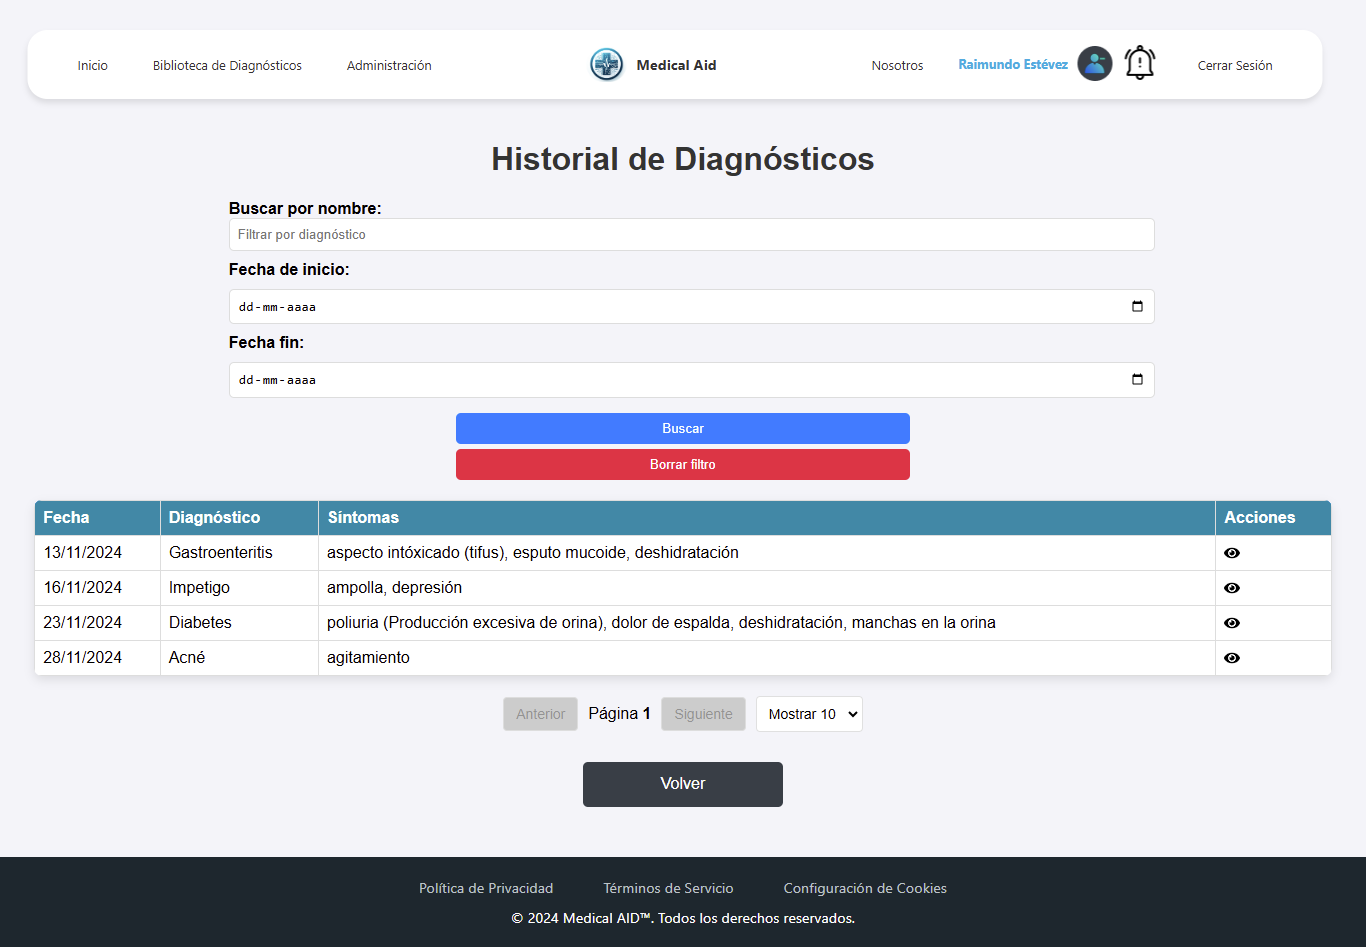 Inicio Biblioteca de Diagnósticos Administración Medical Aid Nosotros Raimundo Estévez Cerrar Sesión
Historial de Diagnósticos
Buscar por nombre:
Filtrar por diagnóstico
Fecha de inicio:
dd-mm-aaaa
Fecha fin:
dd-mm-aaaa
Buscar
Borrar filtro
Fecha Diagnóstico Síntomas Acciones
13/11/2024 Gastroenteritis aspecto intóxicado (tifus), esputo mucoide, deshidratación
16/11/2024 Impetigo ampolla, depresión
23/11/2024 Diabetes poliuria (Producción excesiva de orina), dolor de espalda, deshidratación, manchas en la orina
28/11/2024 Acné agitamiento
Anterior Página 1 Siguiente Mostrar 10
Volver
Política de Privacidad Términos de Servicio Configuración de Cookies
© 2024 Medical AID™. Todos los derechos reservados.